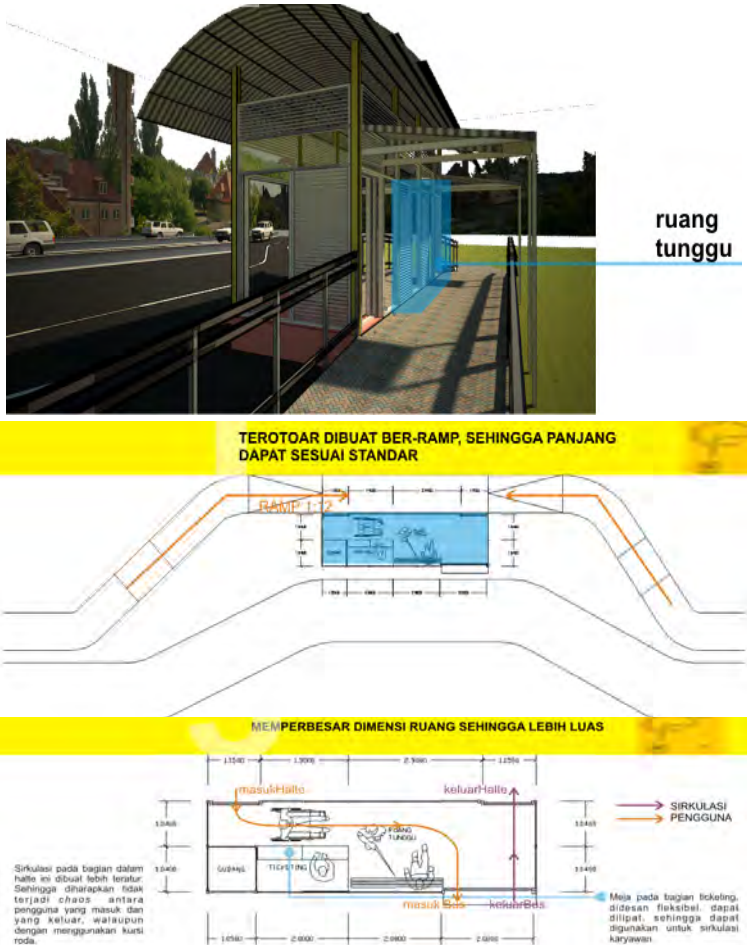 ruang
tunggu
TEROTOAR DIBUAT BER-RAMP, SEHINGGA PANJANG
DAPAT SESUAI STANDAR
RAMP 1:12
MEMPERBESAR DIMENSI RUANG SEHINGGA LEBIH LUAS
masukHalte
keluarHalte
SIRKULASI
PENGGUNA
RUANG
TUNGGU
GUDANG
TICKETING
masuk Bus
keluarBus
Sirkulasi pada bagian dalam
halte ini dibuat lebih teratur.
Sehingga diharapkan tidak
terjadi chaos antara
pengguna yang masuk dan
yang keluar, walaupun
dengan menggunakan kursi
roda.
Meja pada bagian ticketing,
didesan fleksibel, dapat
dilipat, sehingga dapat
digunakan untuk sirkulasi
karyawan.